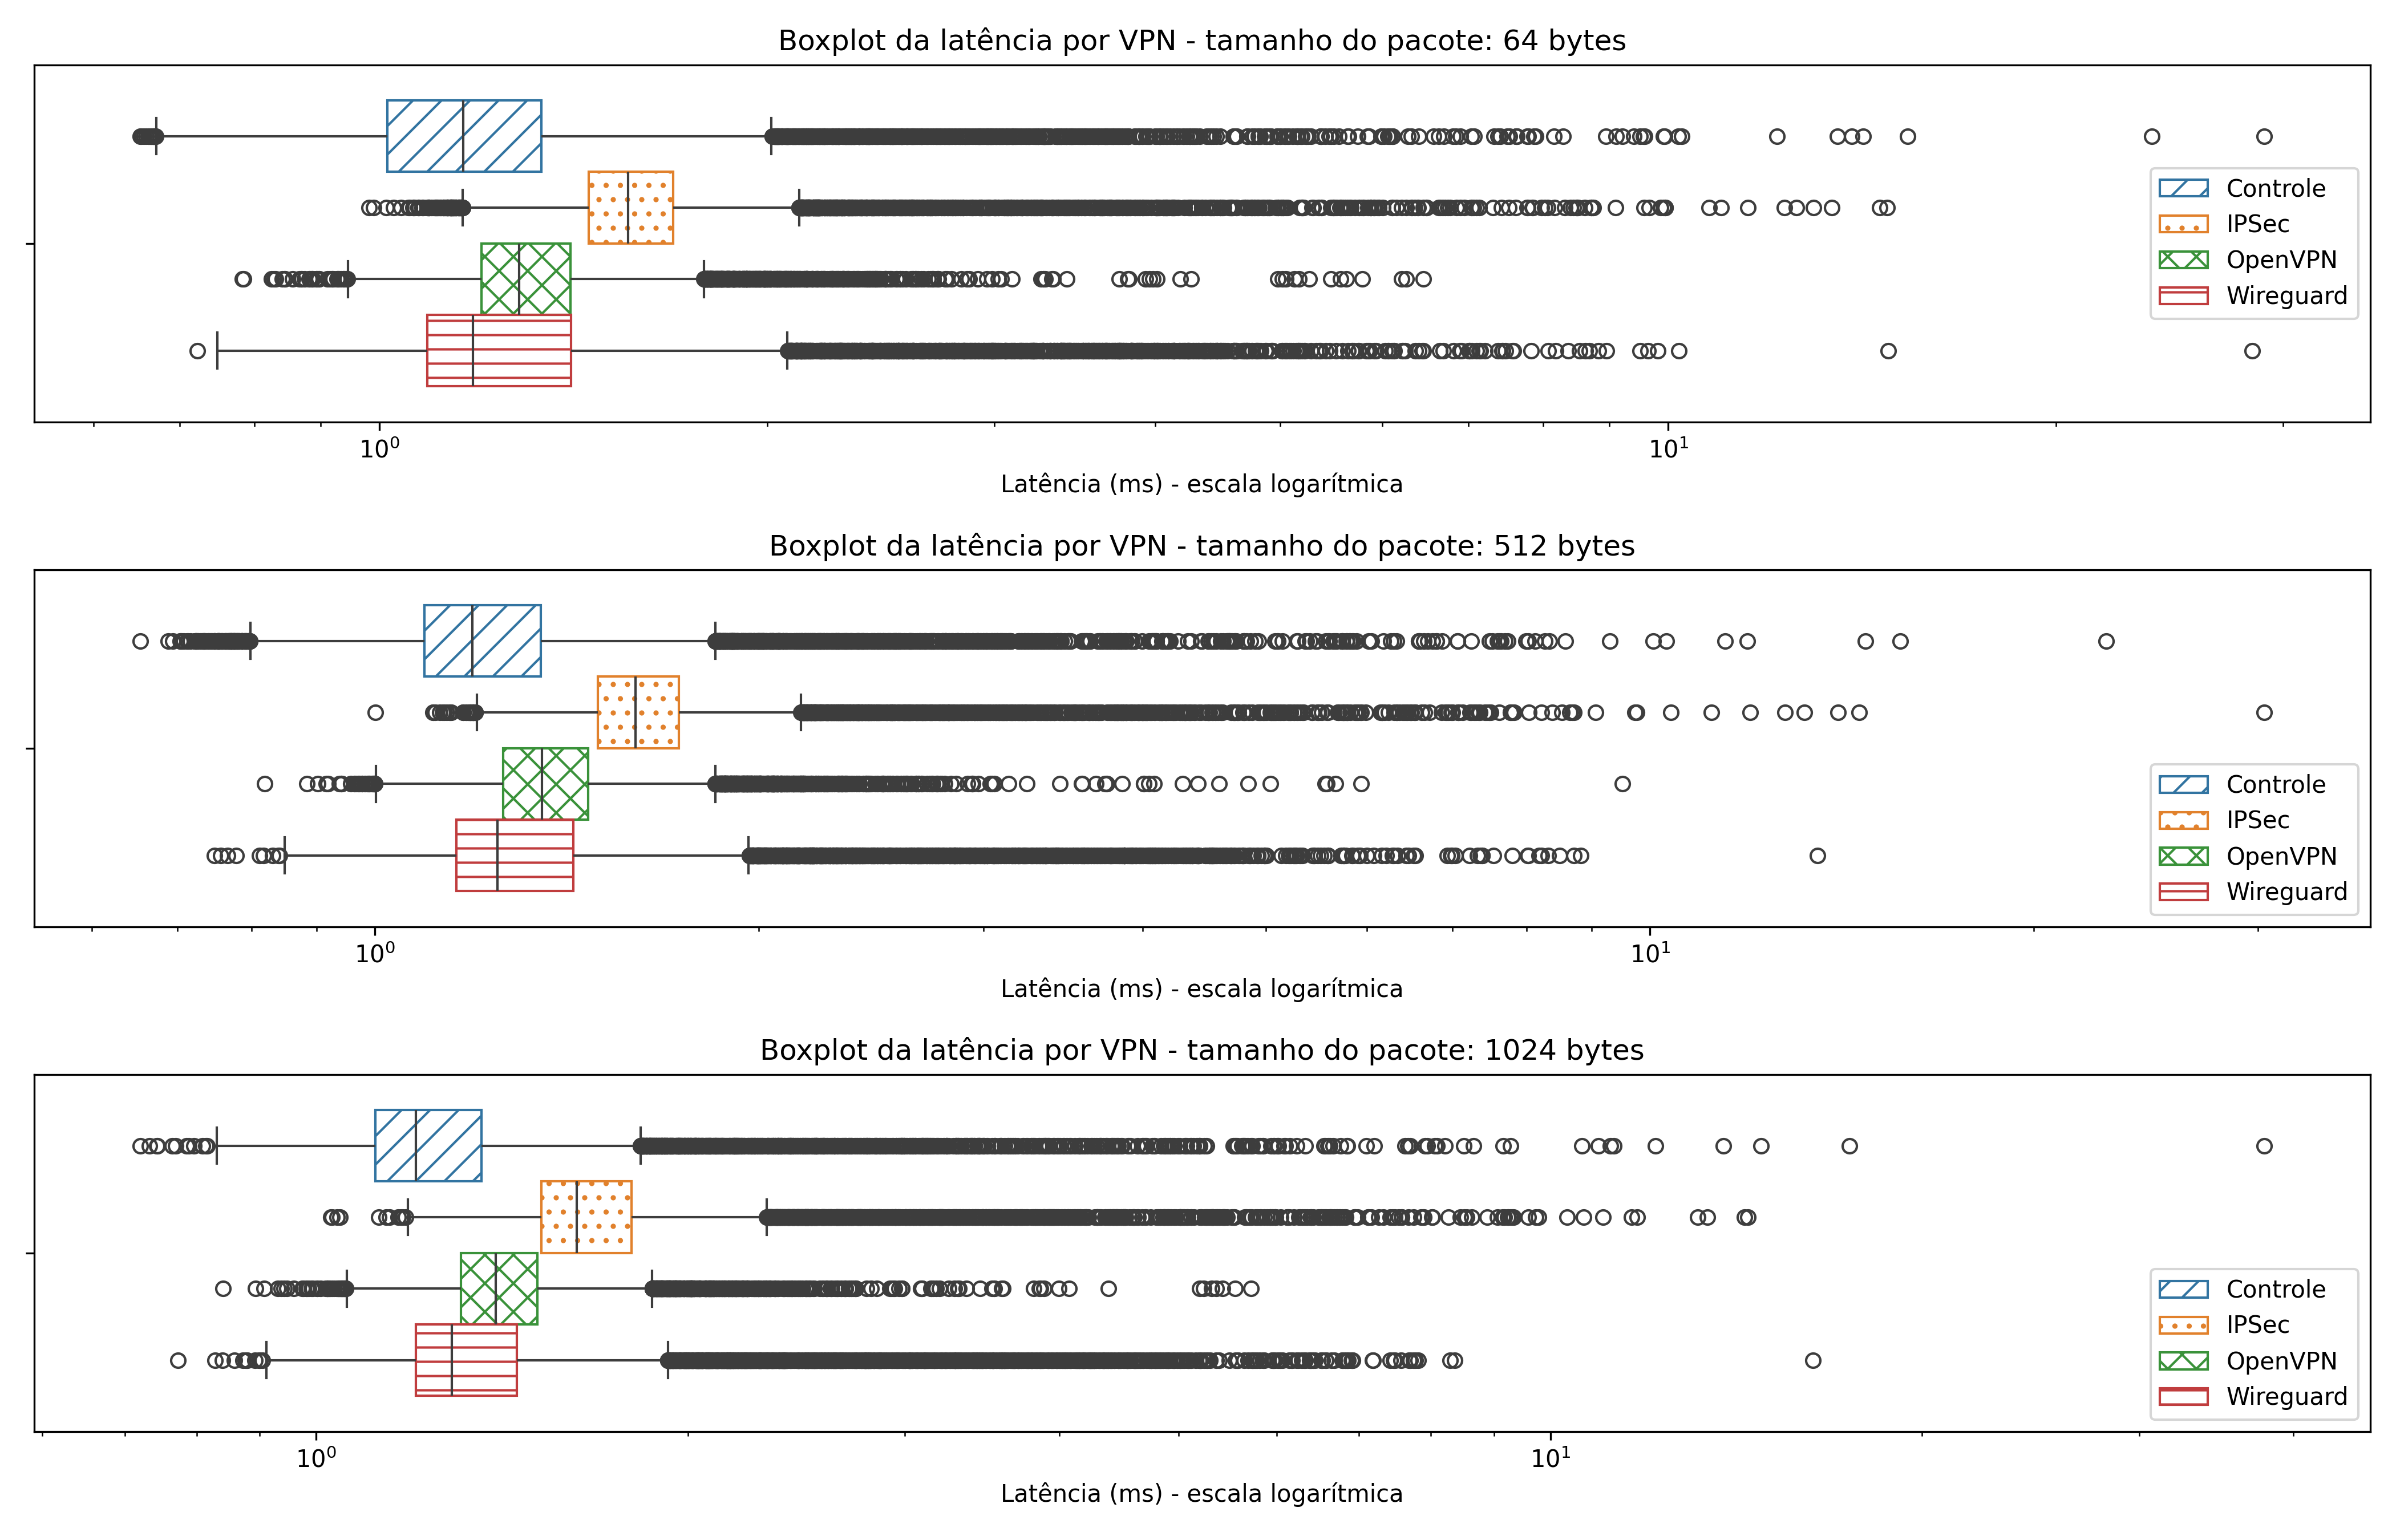 Boxplot da latência por VPN - tamanho do pacote: 64 bytes
Controle
IPSec
OpenVPN
Wireguard
10⁰ 10¹
Latência (ms) - escala logarítmica
Boxplot da latência por VPN - tamanho do pacote: 512 bytes
Controle
IPSec
OpenVPN
Wireguard
10⁰ 10¹
Latência (ms) - escala logarítmica
Boxplot da latência por VPN - tamanho do pacote: 1024 bytes
Controle
IPSec
OpenVPN
Wireguard
10⁰ 10¹
Latência (ms) - escala logarítmica